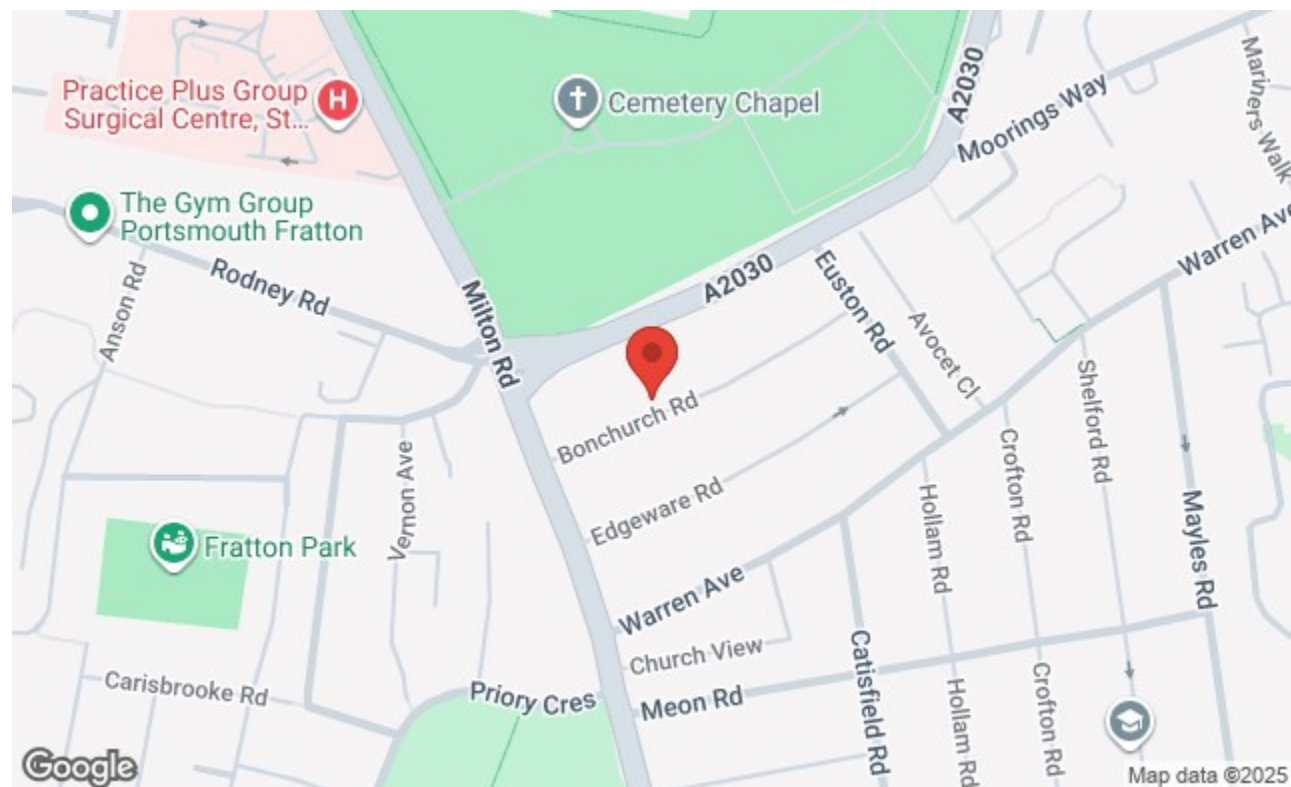 Practice Plus Group
Surgical Centre, St...
H
Cemetery Chapel
A2030
Moorings Way
Mariners Walk
The Gym Group
Portsmouth Fratton
Anson Rd
Rodney Rd
Milton Rd
A2030
Euston Rd
Avocet Cl
Warren Ave
Shelford Rd
Bonchurch Rd
Edgeware Rd
Vernon Ave
Fratton Park
Hollam Rd
Crofton Rd
Mayles Rd
Warren Ave
Church View
Catisfield Rd
Carisbrooke Rd
Priory Cres
Meon Rd
Hollam Rd
Crofton Rd
Google
Map data ©2025